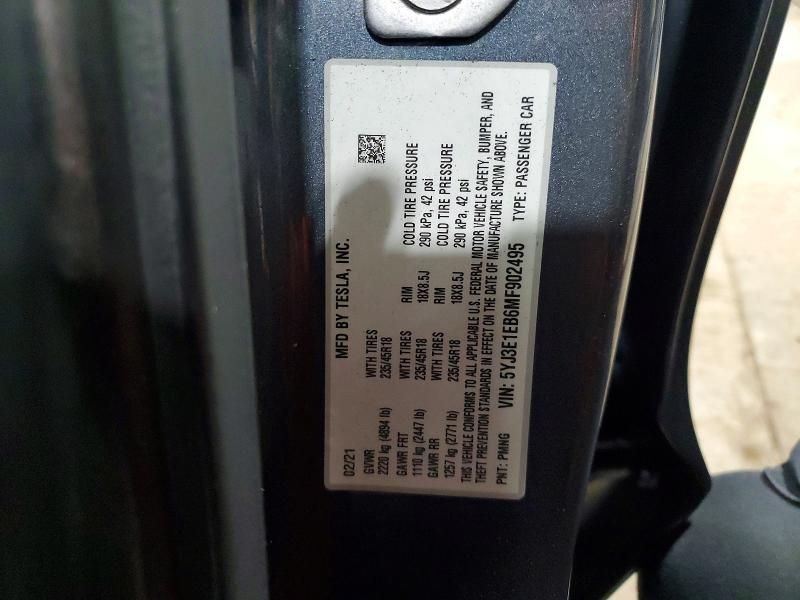 MFD BY TESLA, INC.
02/21
GVWR WITH TIRES RIM COLD TIRE PRESSURE
2220 kg (4894 lb) 235/45R18 18X8.5J 290 kPa, 42 psi
GAWR FRT WITH TIRES RIM COLD TIRE PRESSURE
1110 kg (2447 lb) 235/45R18 18X8.5J 290 kPa, 42 psi
GAWR RR WITH TIRES
1257 kg (2771 lb) 235/45R18
THIS VEHICLE CONFORMS TO ALL APPLICABLE U.S. FEDERAL MOTOR VEHICLE SAFETY, BUMPER, AND
THEFT PREVENTION STANDARDS IN EFFECT ON THE DATE OF MANUFACTURE SHOWN ABOVE.
PNT: PMNG VIN: 5YJ3E1EB6MF902495 TYPE: PASSENGER CAR